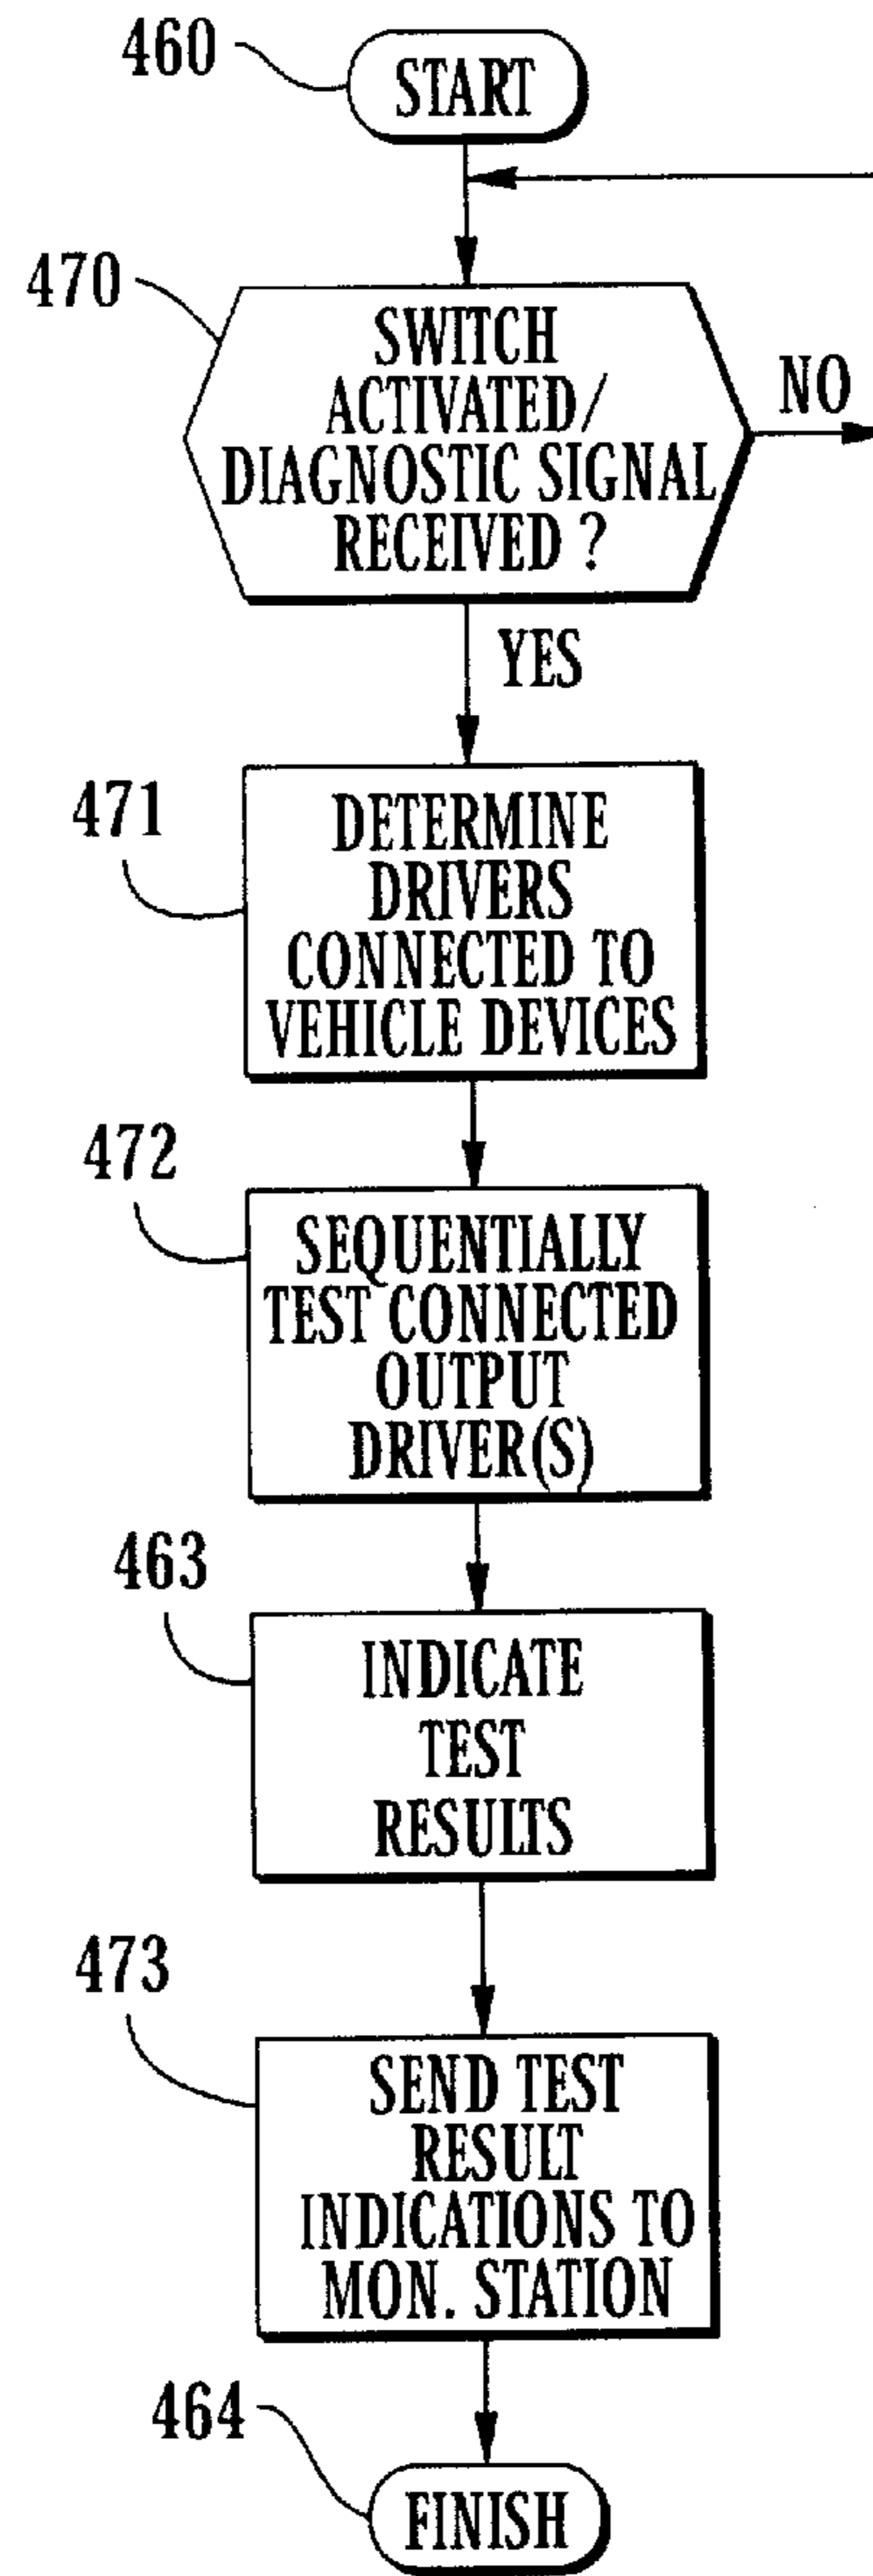 460
START
470
SWITCH
ACTIVATED/
DIAGNOSTIC SIGNAL
RECEIVED ?
NO
YES
471
DETERMINE
DRIVERS
CONNECTED TO
VEHICLE DEVICES
472
SEQUENTIALLY
TEST CONNECTED
OUTPUT
DRIVER(S)
463
INDICATE
TEST
RESULTS
473
SEND TEST
RESULT
INDICATIONS TO
MON. STATION
464
FINISH